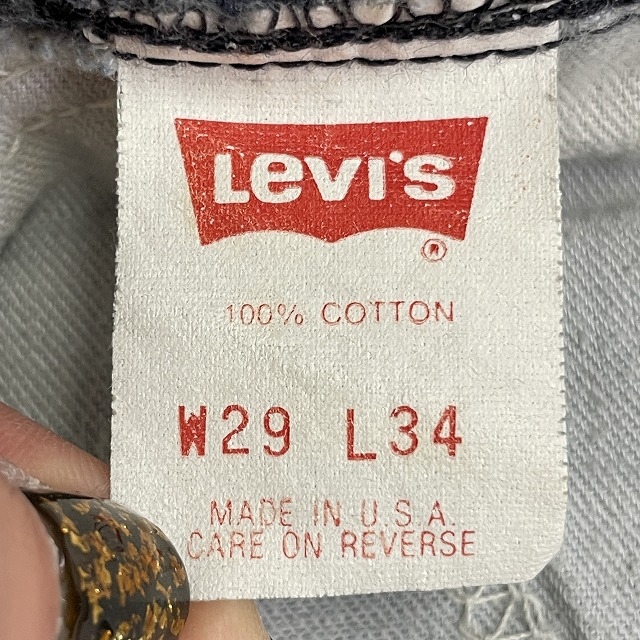 Levi's
®
100% COTTON
W29 L34
MADE IN U.S.A.
CARE ON REVERSE